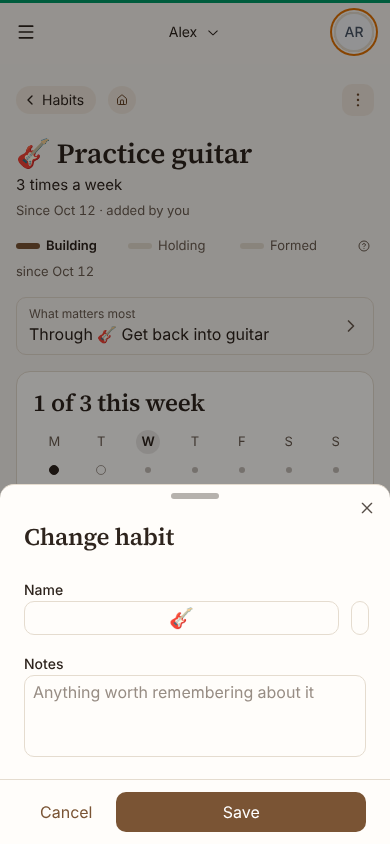 Alex
AR
Habits
🎸 Practice guitar
3 times a week
Since Oct 12 · added by you
Building
Holding
Formed
since Oct 12
What matters most
Through 🎸 Get back into guitar
1 of 3 this week
M T W T F S S
Change habit
Name
🎸
Notes
Anything worth remembering about it
Cancel
Save